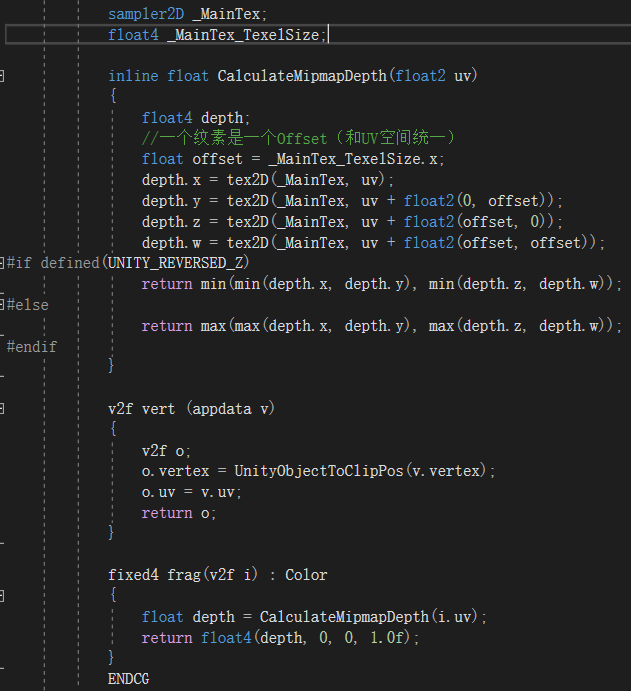 sampler2D _MainTex;
float4 _MainTex_TexelSize;
inline float CalculateMipmapDepth(float2 uv)
{
float4 depth;
//一个纹素是一个Offset（和UV空间统一）
float offset = _MainTex_TexelSize.x;
depth.x = tex2D(_MainTex, uv);
depth.y = tex2D(_MainTex, uv + float2(0, offset));
depth.z = tex2D(_MainTex, uv + float2(offset, 0));
depth.w = tex2D(_MainTex, uv + float2(offset, offset));
#if defined(UNITY_REVERSED_Z)
return min(min(depth.x, depth.y), min(depth.z, depth.w));
#else
return max(max(depth.x, depth.y), max(depth.z, depth.w));
#endif
}
v2f vert (appdata v)
{
v2f o;
o.vertex = UnityObjectToClipPos(v.vertex);
o.uv = v.uv;
return o;
}
fixed4 frag(v2f i) : Color
{
float depth = CalculateMipmapDepth(i.uv);
return float4(depth, 0, 0, 1.0f);
}
ENDCG